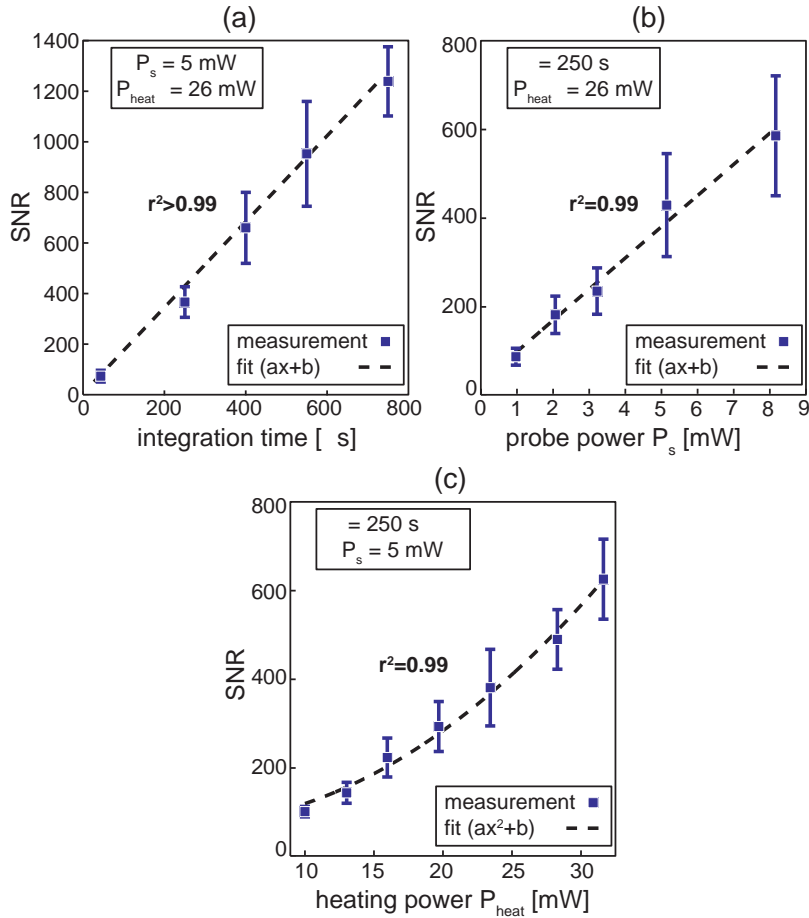 (a)
1400
1200
1000
800
600
400
200
0
SNR
P_s = 5 mW
P_heat = 26 mW
r²>0.99
measurement
fit (ax+b)
200 400 600 800
integration time [ s]
(b)
800
600
400
200
0
SNR
= 250 s
P_heat = 26 mW
r²=0.99
measurement
fit (ax+b)
0 1 2 3 4 5 6 7 8 9
probe power P_s [mW]
(c)
800
600
400
200
0
SNR
= 250 s
P_s = 5 mW
r²=0.99
measurement
fit (ax²+b)
10 15 20 25 30
heating power P_heat [mW]